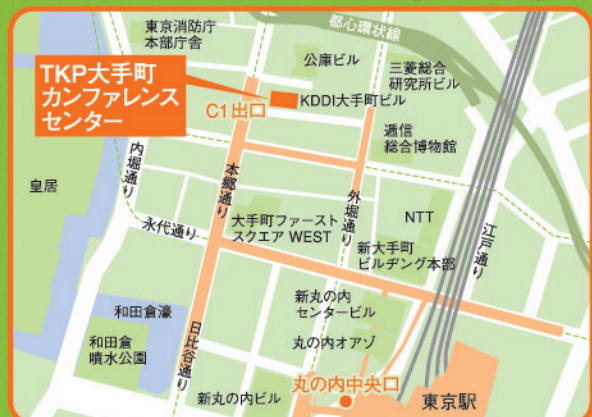 東京消防庁
本部庁舎
都心環状線
公庫ビル
三菱総合
研究所ビル
TKP大手町
カンファレンス
センター
C1出口
KDDI大手町ビル
逓信
総合博物館
内堀通り
本郷通り
外堀通り
皇居
永代通り
大手町ファースト
スクエア WEST
NTT
江戸通り
新大手町
ビルヂング本部
和田倉濠
日比谷通り
新丸の内
センタービル
和田倉
噴水公園
丸の内オアゾ
新丸の内ビル
丸の内中央口
東京駅